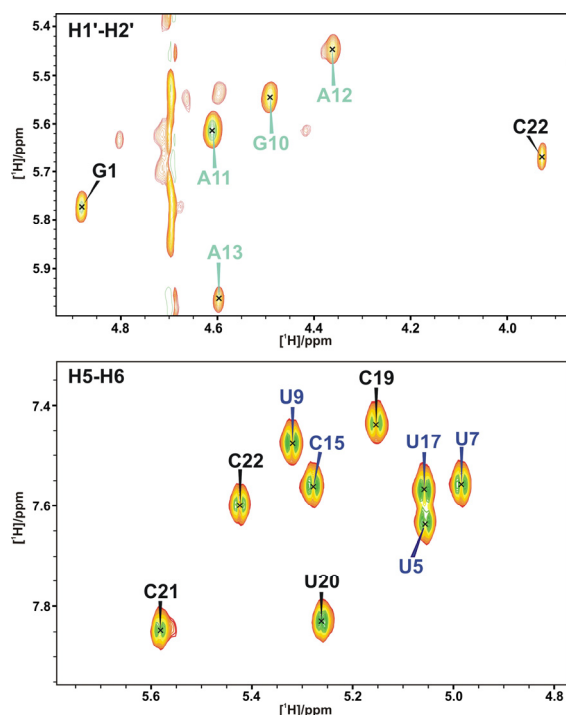 H1'-H2'
5.4
5.5
5.6
5.7
5.8
5.9
[¹H]/ppm
A12
G10
C22
G1
A11
A13
4.8
4.6
4.4
4.2
4.0
[¹H]/ppm
H5-H6
7.4
7.6
7.8
[¹H]/ppm
C19
U9
C15
U17
U7
C22
U5
C21
U20
5.6
5.4
5.2
5.0
4.8
[¹H]/ppm